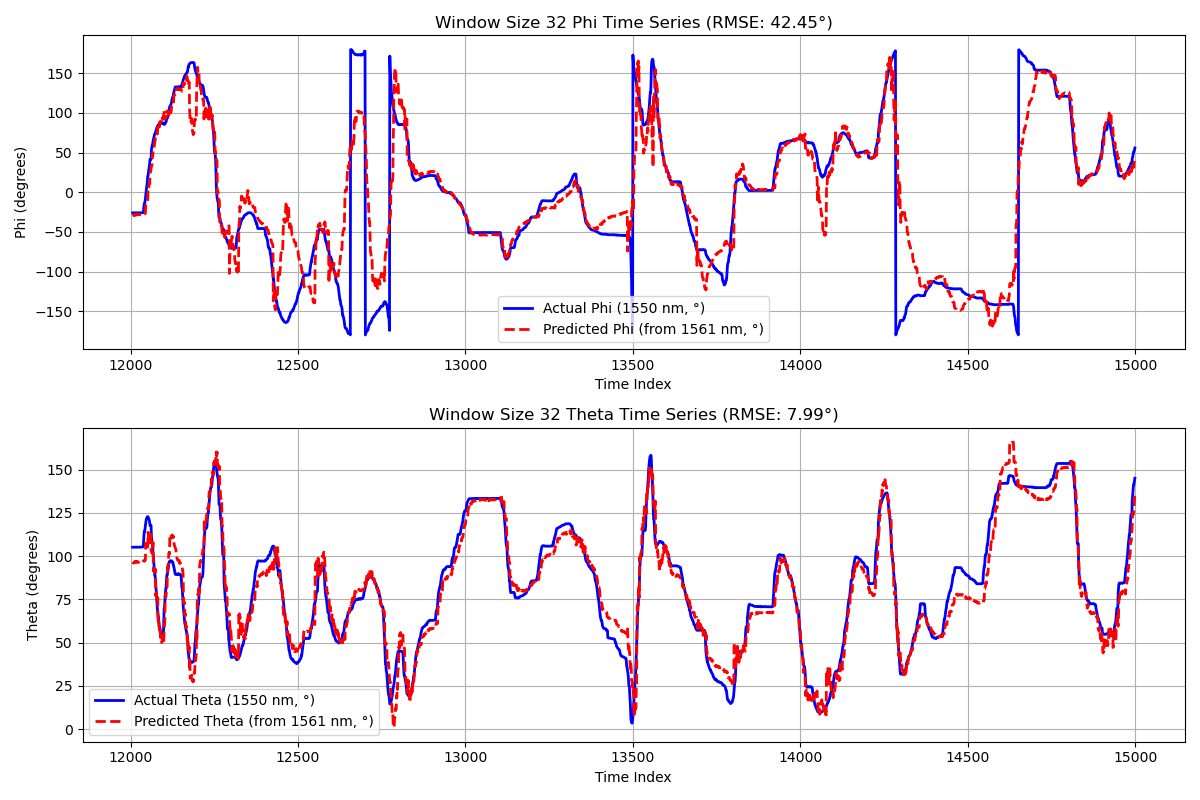 Window Size 32 Phi Time Series (RMSE: 42.45°)
Phi (degrees)
150
100
50
0
−50
−100
−150
Actual Phi (1550 nm, °)
Predicted Phi (from 1561 nm, °)
12000 12500 13000 13500 14000 14500 15000
Time Index
Window Size 32 Theta Time Series (RMSE: 7.99°)
Theta (degrees)
150
125
100
75
50
25
0
Actual Theta (1550 nm, °)
Predicted Theta (from 1561 nm, °)
12000 12500 13000 13500 14000 14500 15000
Time Index